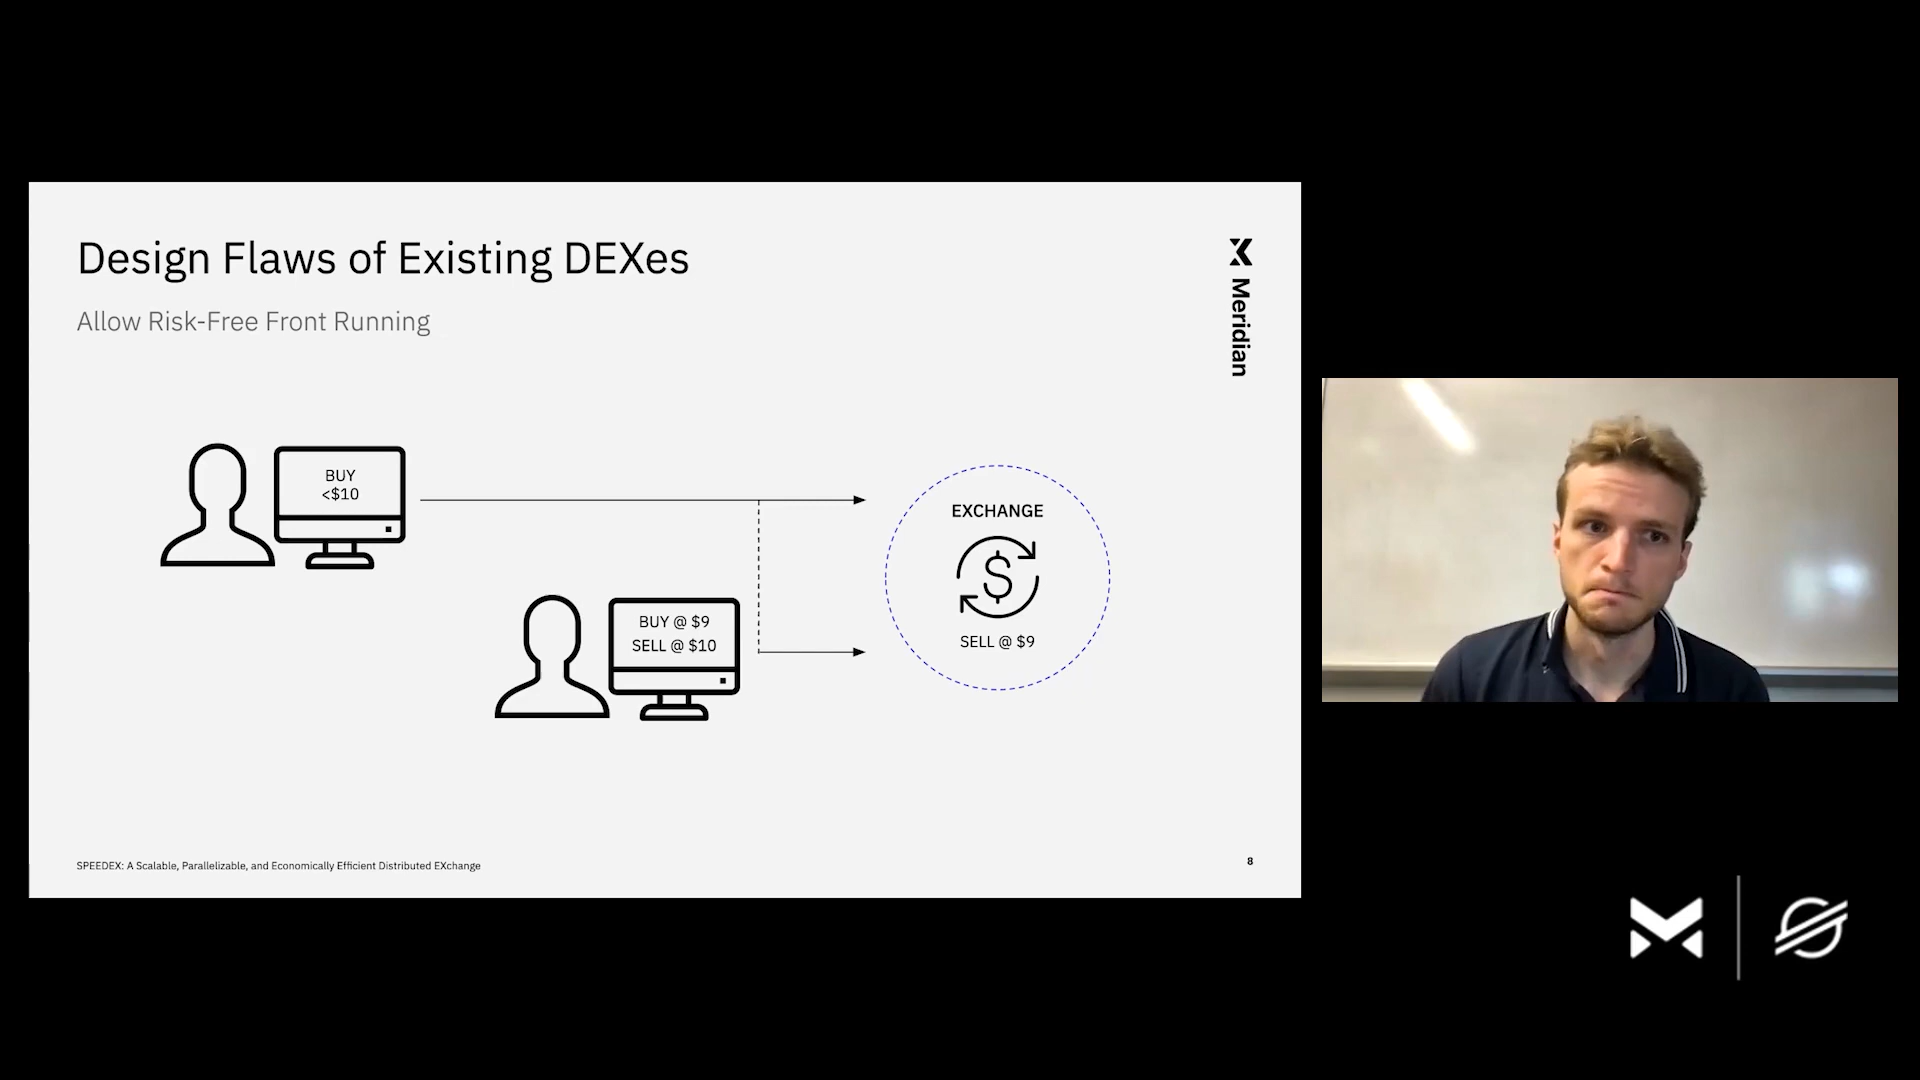 Design Flaws of Existing DEXes
Allow Risk-Free Front Running
Meridian
BUY
<$10
BUY @ $9
SELL @ $10
EXCHANGE
$
SELL @ $9
SPEEDEX: A Scalable, Parallelizable, and Economically Efficient Distributed EXchange
8